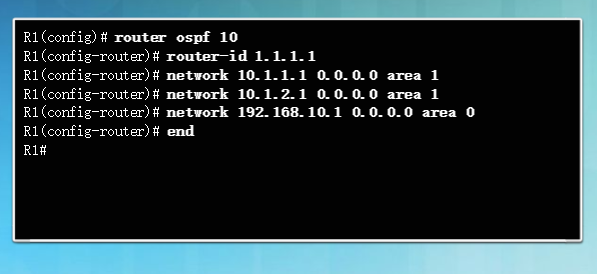 R1(config)# router ospf 10
R1(config-router)# router-id 1.1.1.1
R1(config-router)# network 10.1.1.1 0.0.0.0 area 1
R1(config-router)# network 10.1.2.1 0.0.0.0 area 1
R1(config-router)# network 192.168.10.1 0.0.0.0 area 0
R1(config-router)# end
R1#